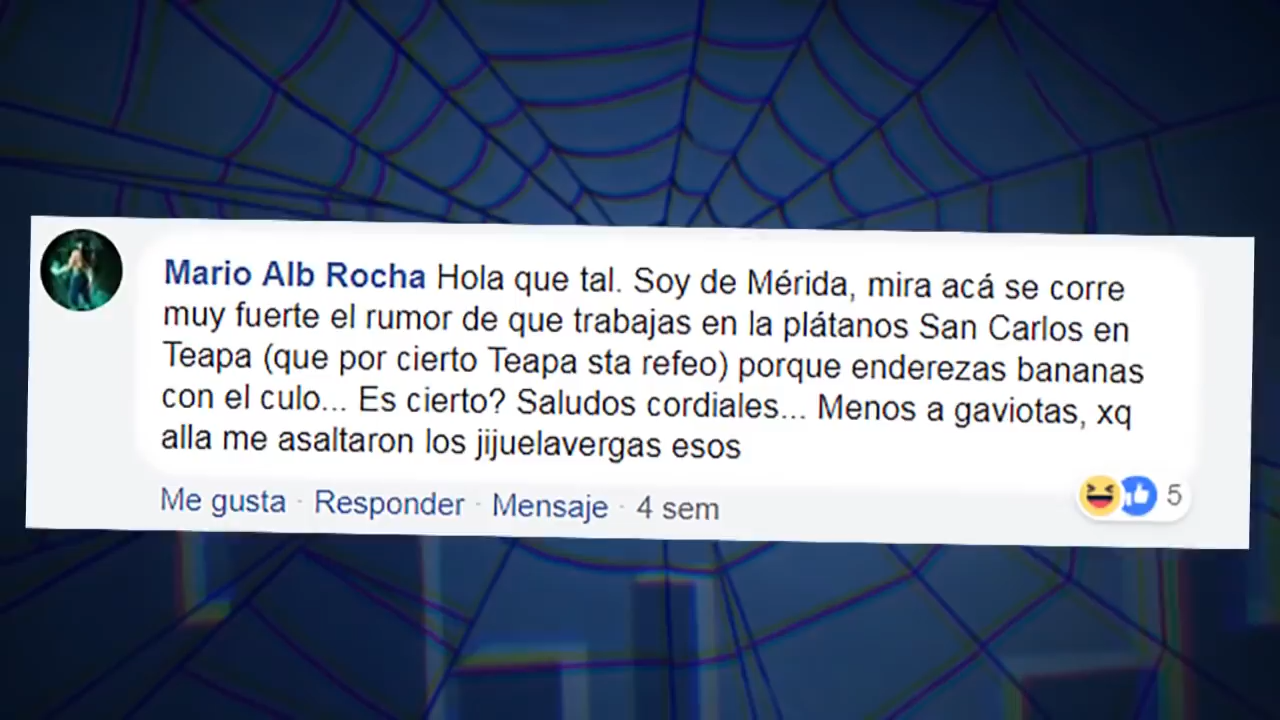 Mario Alb Rocha Hola que tal. Soy de Mérida, mira acá se corre
muy fuerte el rumor de que trabajas en la plátanos San Carlos en
Teapa (que por cierto Teapa sta refeo) porque enderezas bananas
con el culo... Es cierto? Saludos cordiales... Menos a gaviotas, xq
alla me asaltaron los jijuelavergas esos
Me gusta · Responder · Mensaje · 4 sem
5